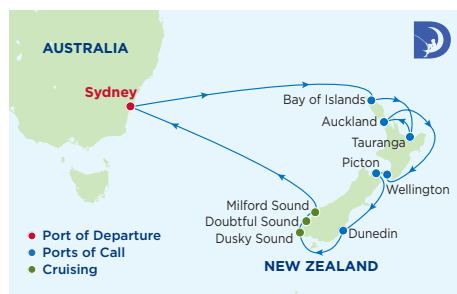 AUSTRALIA
Sydney
Bay of Islands
Auckland
Tauranga
Picton
Wellington
Milford Sound
Doubtful Sound
Dusky Sound
Dunedin
NEW ZEALAND
Port of Departure
Ports of Call
Cruising